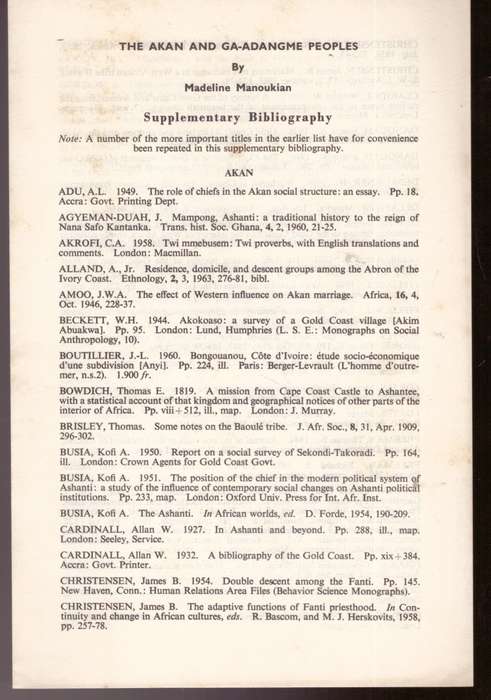 THE AKAN AND GA-ADANGME PEOPLES
By
Madeline Manoukian
Supplementary Bibliography
Note: A number of the more important titles in the earlier list have for convenience
been repeated in this supplementary bibliography.
AKAN
ADU, A.L. 1949. The role of chiefs in the Akan social structure: an essay. Pp. 18,
Accra: Govt. Printing Dept.
AGYEMAN-DUAH, J. Mampong, Ashanti: a traditional history to the reign of
Nana Safo Kantanka. Trans. hist. Soc. Ghana, 4, 2, 1960, 21-25.
AKROFI, C.A. 1958. Twi mmebusem: Twi proverbs, with English translations and
comments. London: Macmillan.
ALLAND, A., Jr. Residence, domicile, and descent groups among the Abron of the
Ivory Coast. Ethnology, 2, 3, 1963, 276-81, bibl.
AMOO, J.W.A. The effect of Western influence on Akan marriage. Africa, 16, 4,
Oct. 1946, 228-37.
BECKETT, W.H. 1944. Akokoaso: a survey of a Gold Coast village [Akim
Abuakwa]. Pp. 95. London: Lund, Humphries (L. S. E.: Monographs on Social
Anthropology, 10).
BOUTILLIER, J.-L. 1960. Bongouanou, Côte d'Ivoire: étude socio-économique
d'une subdivision [Anyi]. Pp. 224, ill. Paris: Berger-Levrault (L'homme d'outre-
mer, n.s.2). 1.900 fr.
BOWDICH, Thomas E. 1819. A mission from Cape Coast Castle to Ashantee,
with a statistical account of that kingdom and geographical notices of other parts of the
interior of Africa. Pp. viii+512, ill., map. London: J. Murray.
BRISLEY, Thomas. Some notes on the Baoulé tribe. J. Afr. Soc., 8, 31, Apr. 1909,
296-302.
BUSIA, Kofi A. 1950. Report on a social survey of Sekondi-Takoradi. Pp. 164,
ill. London: Crown Agents for Gold Coast Govt.
BUSIA, Kofi A. 1951. The position of the chief in the modern political system of
Ashanti: a study of the influence of contemporary social changes on Ashanti political
institutions. Pp. 233, map. London: Oxford Univ. Press for Int. Afr. Inst.
BUSIA, Kofi A. The Ashanti. In African worlds, ed. D. Forde, 1954, 190-209.
CARDINALL, Allan W. 1927. In Ashanti and beyond. Pp. 288, ill., map.
London: Seeley, Service.
CARDINALL, Allan W. 1932. A bibliography of the Gold Coast. Pp. xix+384.
Accra: Govt. Printer.
CHRISTENSEN, James B. 1954. Double descent among the Fanti. Pp. 145.
New Haven, Conn.: Human Relations Area Files (Behavior Science Monographs).
CHRISTENSEN, James B. The adaptive functions of Fanti priesthood. In Con-
tinuity and change in African cultures, eds. R. Bascom, and M. J. Herskovits, 1958,
pp. 257-78.